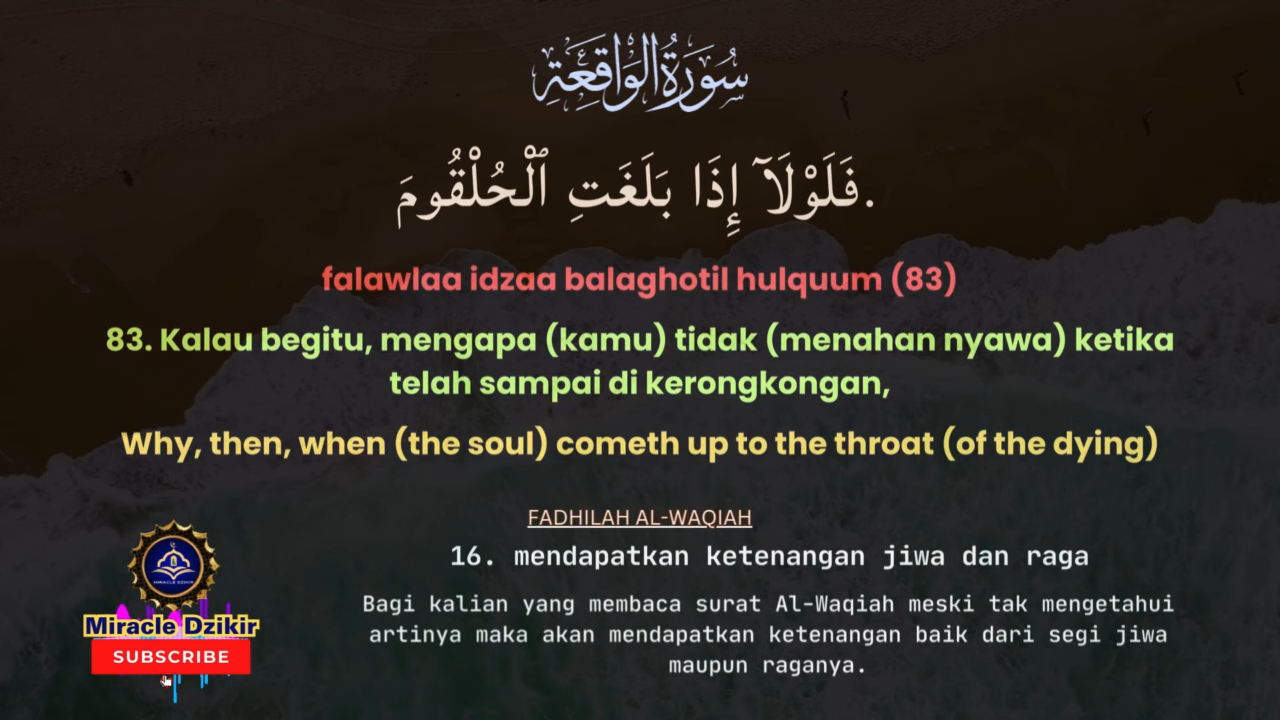 سُورَةُ الْوَاقِعَةِ
فَلَوْلَآ إِذَا بَلَغَتِ ٱلْحُلْقُومَ.
falawlaa idzaa balaghotil hulquum (83)
83. Kalau begitu, mengapa (kamu) tidak (menahan nyawa) ketika
telah sampai di kerongkongan,
Why, then, when (the soul) cometh up to the throat (of the dying)
FADHILAH AL-WAQIAH
16. mendapatkan ketenangan jiwa dan raga
Bagi kalian yang membaca surat Al-Waqiah meski tak mengetahui
artinya maka akan mendapatkan ketenangan baik dari segi jiwa
maupun raganya.
MIRACLE DZIKIR
Miracle Dzikir
SUBSCRIBE